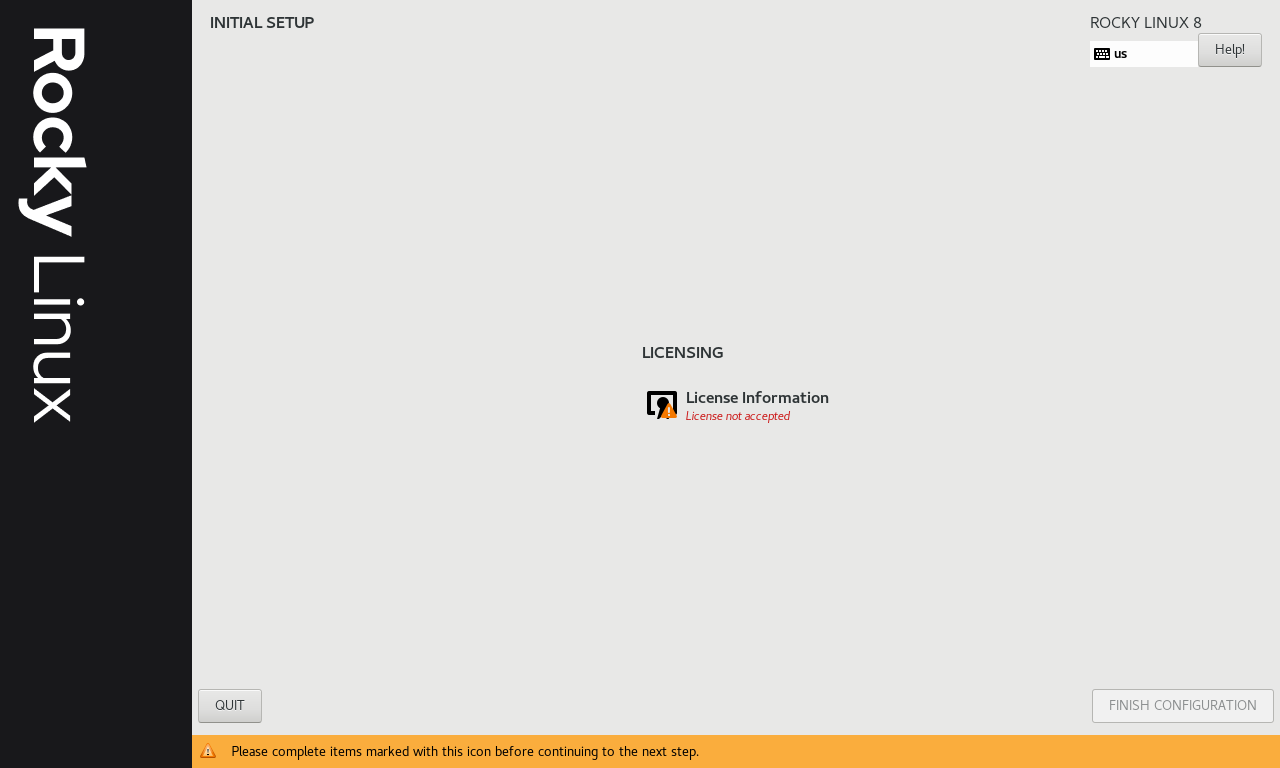 Rocky Linux
INITIAL SETUP
ROCKY LINUX 8
us
Help!
LICENSING
License Information
License not accepted
QUIT
FINISH CONFIGURATION
Please complete items marked with this icon before continuing to the next step.